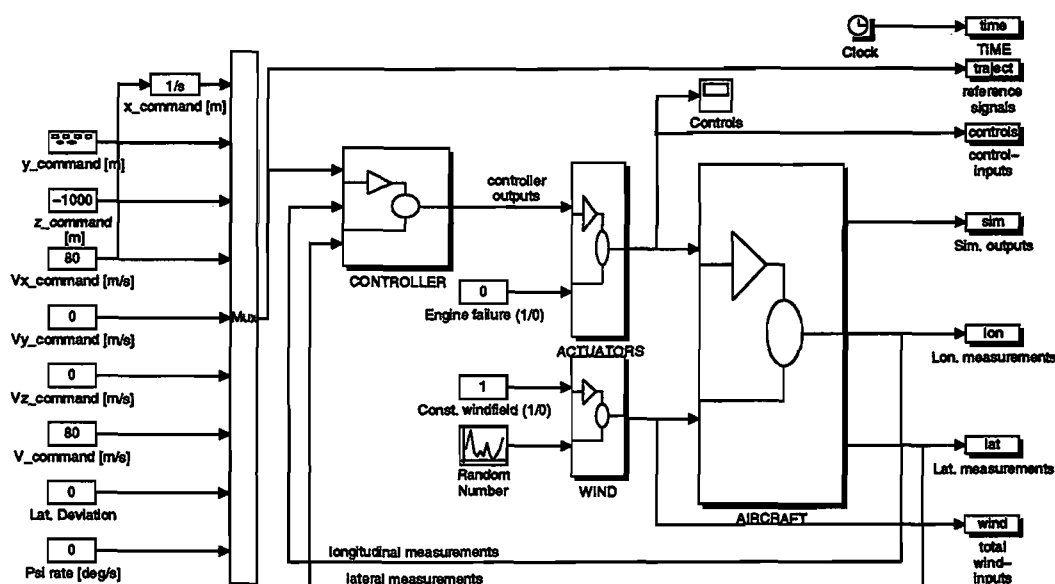 time
Clock
TIME
traject
reference
signals
1/s
x_command [m]
Controls
controls
control-
inputs
y_command [m]
controller
outputs
-1000
z_command
[m]
sim
Sim. outputs
80
Vx_command [m/s]
CONTROLLER
0
Engine failure (1/0)
Mux
0
Vy_command [m/s]
lon
Lon. measurements
ACTUATORS
0
Vz_command [m/s]
1
Const. windfield (1/0)
80
V_command [m/s]
Random
Number
WIND
lat
Lat. measurements
0
Lat. Deviation
AIRCRAFT
wind
total
wind-
inputs
0
Psi rate [deg/s]
longitudinal measurements
lateral measurements